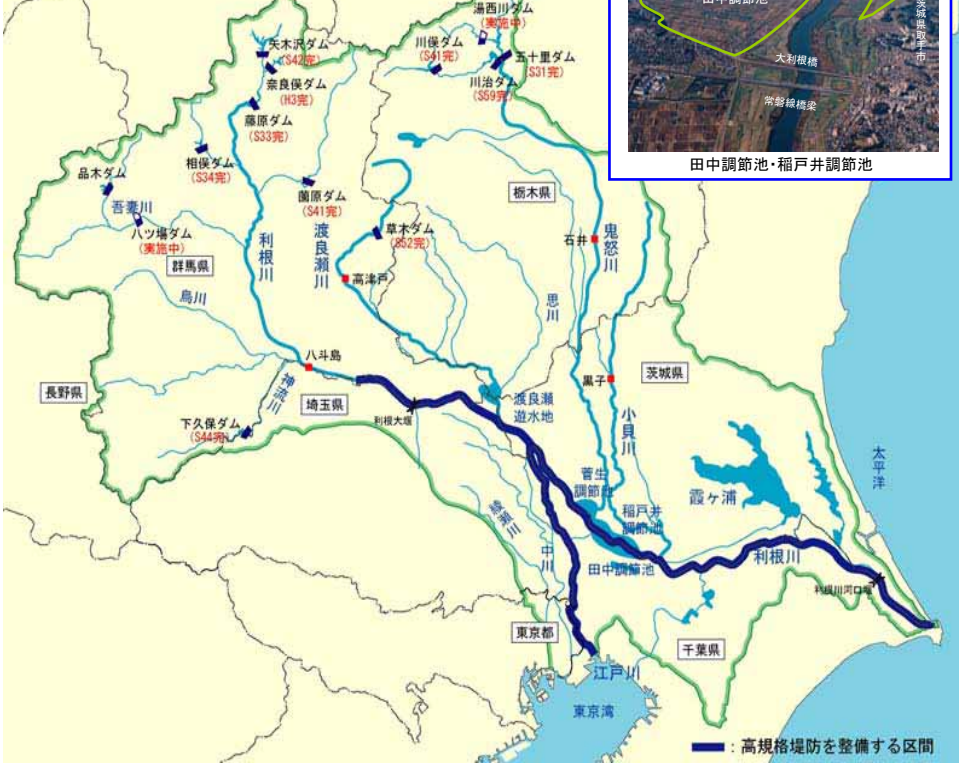 湯西川ダム
(実施中)
川俣ダム
(S41完)
五十里ダム
(S31完)
川治ダム
(S59完)
矢木沢ダム
(S42完)
奈良俣ダム
(H3完)
藤原ダム
(S33完)
相俣ダム
(S34完)
品木ダム
吾妻川
八ツ場ダム
(実施中)
薗原ダム
(S41完)
草木ダム
(S52完)
田中調節池
茨城県取手市
大利根橋
常磐線橋梁
田中調節池・稲戸井調節池
群馬県
利根川
渡良瀬川
高津戸
栃木県
石井
鬼怒川
思川
烏川
八斗島
神流川
長野県
埼玉県
利根大堰
下久保ダム
(S44完)
渡良瀬
遊水地
黒子
茨城県
小貝川
菅生
調節池
稲戸井
調節池
田中調節池
霞ヶ浦
太平洋
綾瀬川
中川
利根川
利根川河口堰
東京都
千葉県
江戸川
東京湾
:高規格堤防を整備する区間